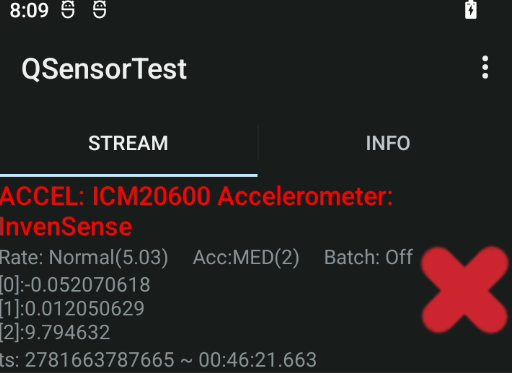 8:09
QSensorTest
STREAM INFO
ACCEL: ICM20600 Accelerometer:
InvenSense
Rate: Normal(5.03) Acc:MED(2) Batch: Off
[0]:-0.052070618
[1]:0.012050629
[2]:9.794632
ts: 2781663787665 ~ 00:46:21.663